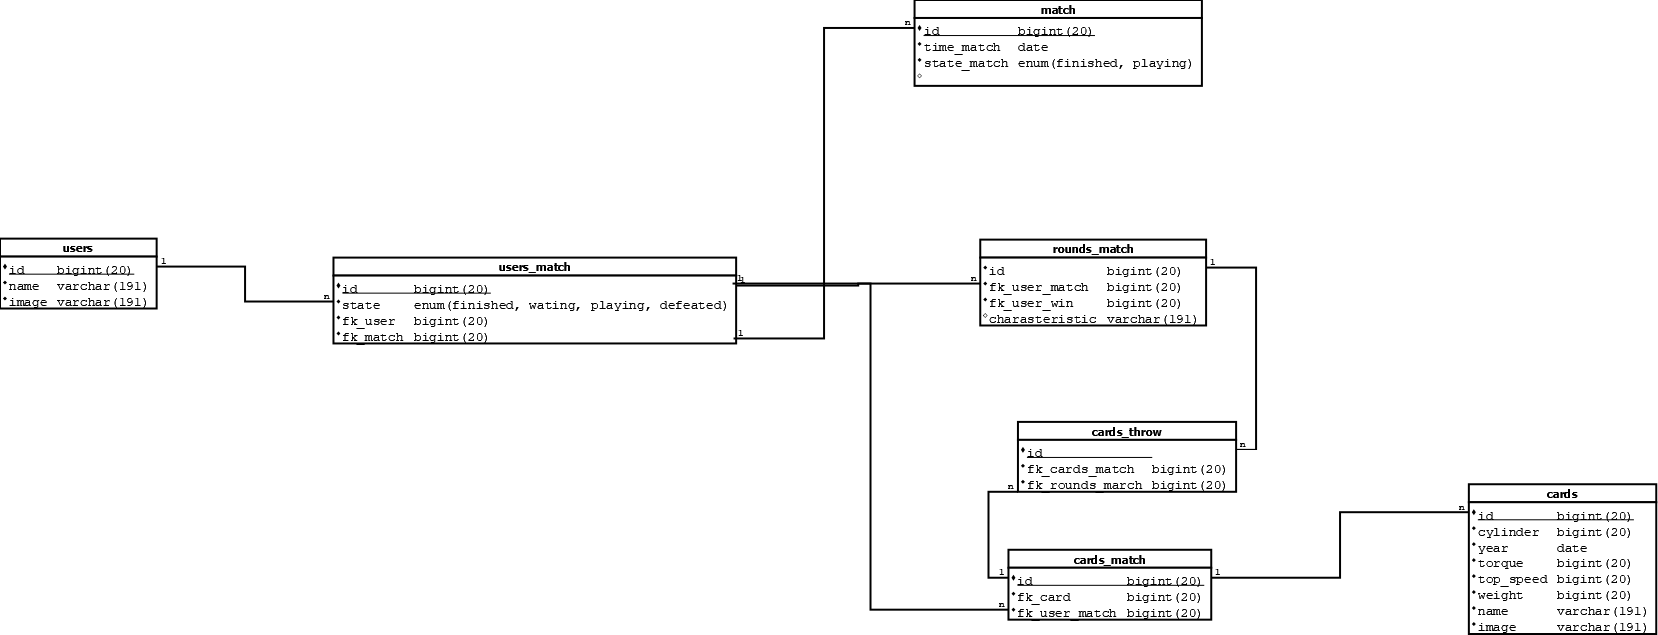 match
n
id bigint(20)
time_match date
state_match enum(finished, playing)
users
1
id bigint(20)
name varchar(191)
image varchar(191)
users_match
n
id bigint(20)
state enum(finished, wating, playing, defeated)
fk_user bigint(20)
fk_match bigint(20)
1
1
1
rounds_match
n
1
id bigint(20)
fk_user_match bigint(20)
fk_user_win bigint(20)
charasteristic varchar(191)
cards_throw
n
id
fk_cards_match bigint(20)
fk_rounds_march bigint(20)
n
cards_match
1
1
id bigint(20)
fk_card bigint(20)
n
fk_user_match bigint(20)
cards
n
id bigint(20)
cylinder bigint(20)
year date
torque bigint(20)
top_speed bigint(20)
weight bigint(20)
name varchar(191)
image varchar(191)